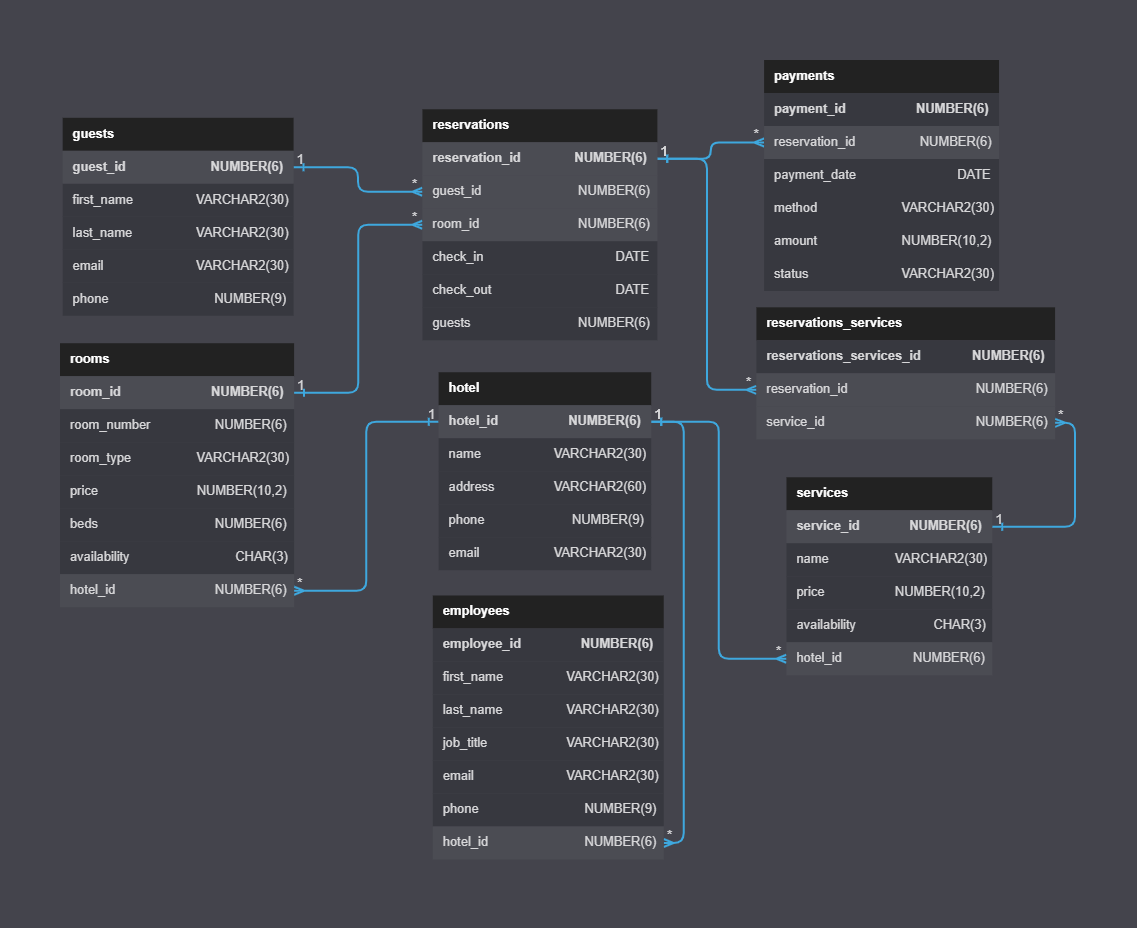 guests
guest_id NUMBER(6) 1
first_name VARCHAR2(30)
last_name VARCHAR2(30)
email VARCHAR2(30)
phone NUMBER(9)
rooms
room_id NUMBER(6) 1
room_number NUMBER(6)
room_type VARCHAR2(30)
price NUMBER(10,2)
beds NUMBER(6)
availability CHAR(3)
hotel_id NUMBER(6) *
reservations
reservation_id NUMBER(6) 1
* guest_id NUMBER(6)
* room_id NUMBER(6)
check_in DATE
check_out DATE
guests NUMBER(6)
hotel
1 hotel_id NUMBER(6) 1
name VARCHAR2(30)
address VARCHAR2(60)
phone NUMBER(9)
email VARCHAR2(30)
employees
employee_id NUMBER(6)
first_name VARCHAR2(30)
last_name VARCHAR2(30)
job_title VARCHAR2(30)
email VARCHAR2(30)
phone NUMBER(9)
hotel_id NUMBER(6) *
payments
payment_id NUMBER(6)
* reservation_id NUMBER(6)
payment_date DATE
method VARCHAR2(30)
amount NUMBER(10,2)
status VARCHAR2(30)
reservations_services
reservations_services_id NUMBER(6)
* reservation_id NUMBER(6)
service_id NUMBER(6) *
services
service_id NUMBER(6) 1
name VARCHAR2(30)
price NUMBER(10,2)
availability CHAR(3)
* hotel_id NUMBER(6)